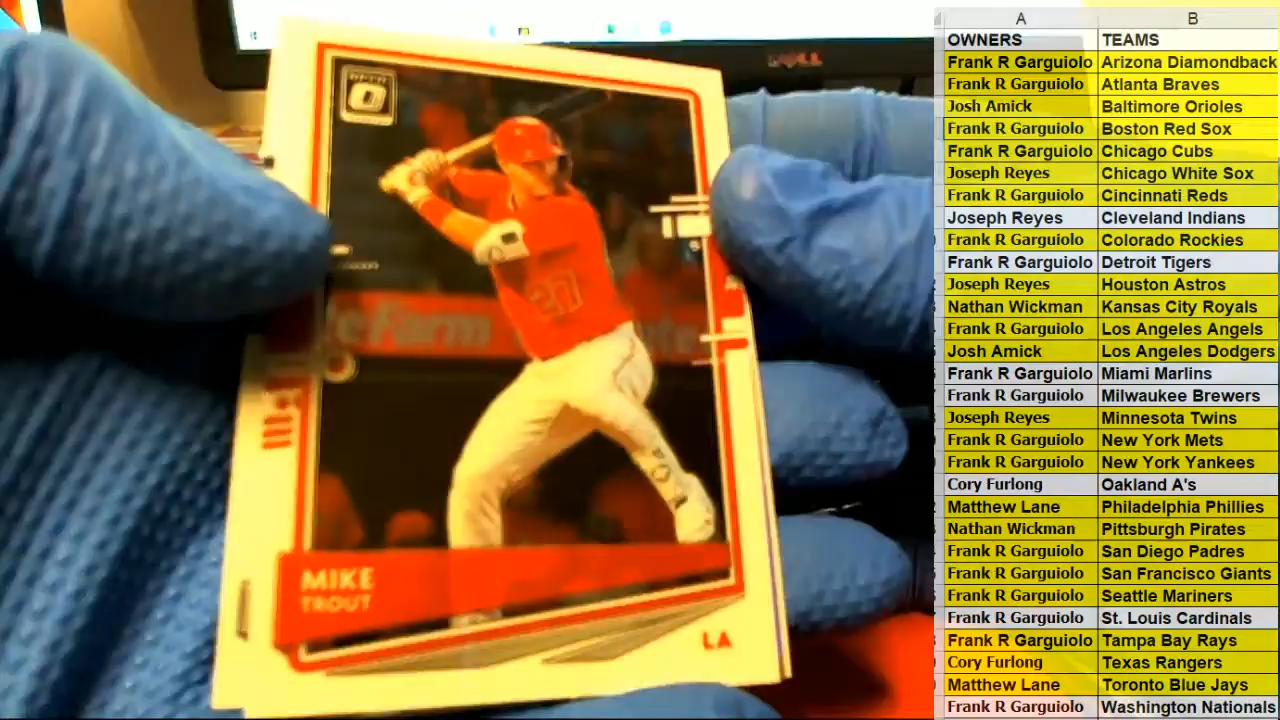 DELL
27
teFarm
MIKE
TROUT
LA
A B
OWNERS TEAMS
Frank R Garguiolo Arizona Diamondback
Frank R Garguiolo Atlanta Braves
Josh Amick Baltimore Orioles
Frank R Garguiolo Boston Red Sox
Frank R Garguiolo Chicago Cubs
Joseph Reyes Chicago White Sox
Frank R Garguiolo Cincinnati Reds
Joseph Reyes Cleveland Indians
Frank R Garguiolo Colorado Rockies
Frank R Garguiolo Detroit Tigers
Joseph Reyes Houston Astros
Nathan Wickman Kansas City Royals
Frank R Garguiolo Los Angeles Angels
Josh Amick Los Angeles Dodgers
Frank R Garguiolo Miami Marlins
Frank R Garguiolo Milwaukee Brewers
Joseph Reyes Minnesota Twins
Frank R Garguiolo New York Mets
Frank R Garguiolo New York Yankees
Cory Furlong Oakland A's
Matthew Lane Philadelphia Phillies
Nathan Wickman Pittsburgh Pirates
Frank R Garguiolo San Diego Padres
Frank R Garguiolo San Francisco Giants
Frank R Garguiolo Seattle Mariners
Frank R Garguiolo St. Louis Cardinals
Frank R Garguiolo Tampa Bay Rays
Cory Furlong Texas Rangers
Matthew Lane Toronto Blue Jays
Frank R Garguiolo Washington Nationals